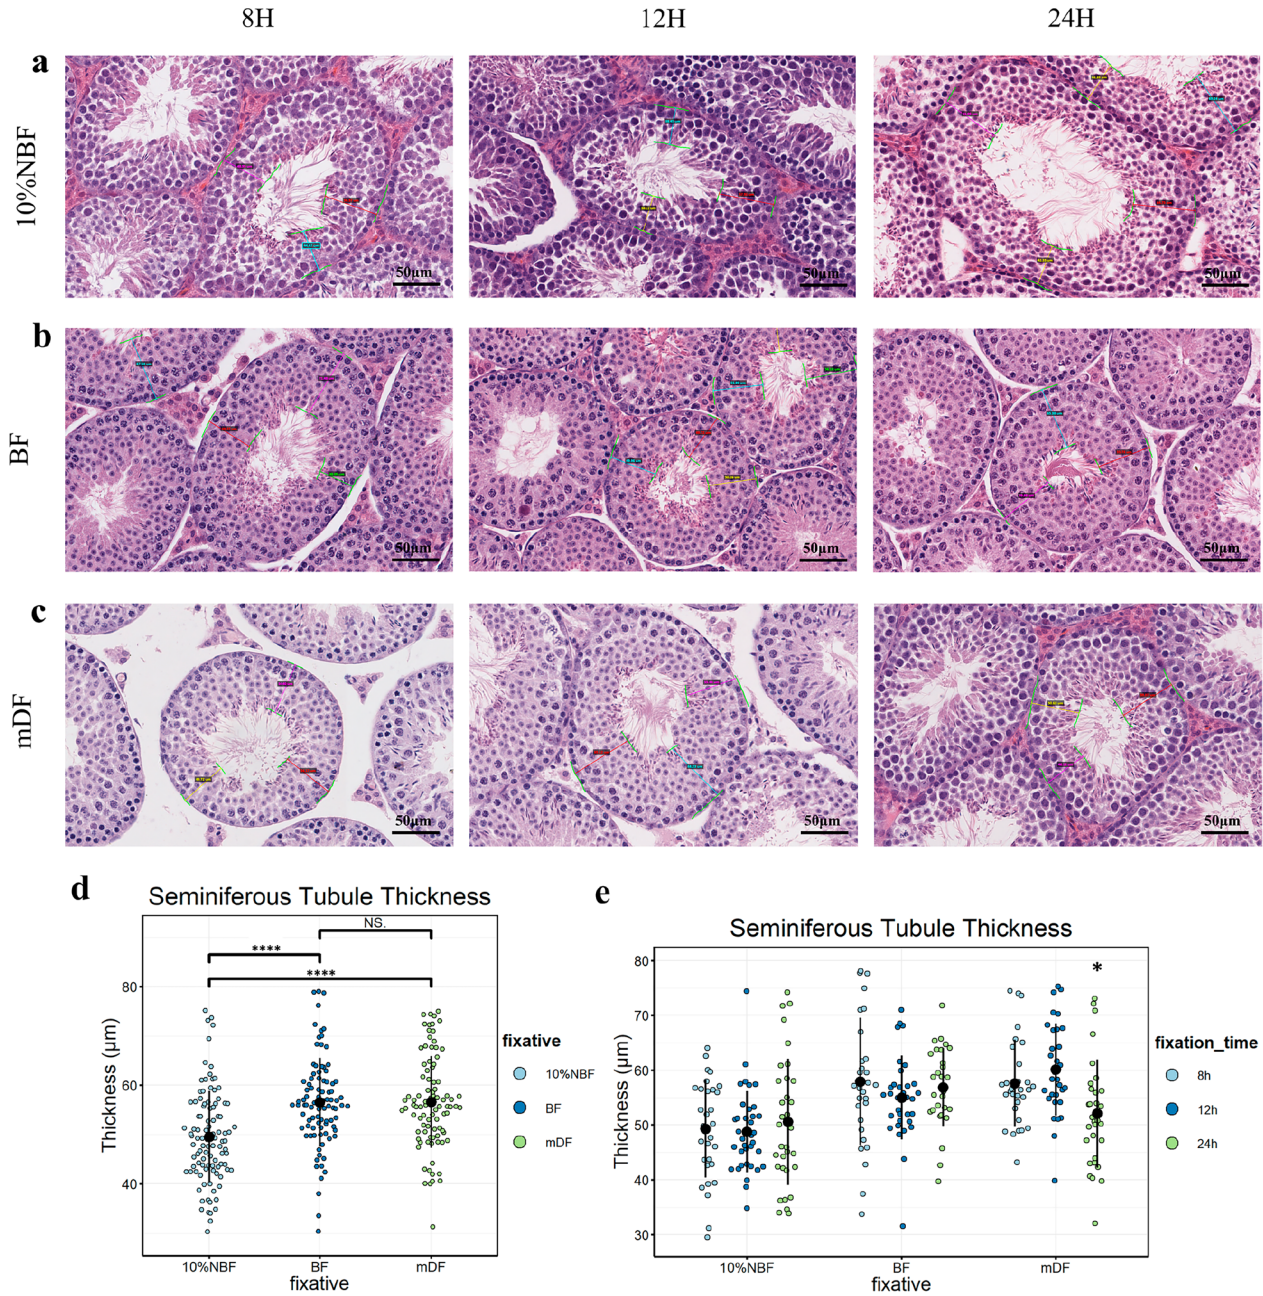 8H 12H 24H
a
10%NBF
50μm 50μm 50μm
b
BF
50μm 50μm 50μm
c
mDF
50μm 50μm 50μm
d
Seminiferous Tubule Thickness
NS.
****
****
80
60
40
Thickness (μm)
10%NBF BF mDF
fixative
fixative
10%NBF
BF
mDF
e
Seminiferous Tubule Thickness
*
80
70
60
50
40
30
Thickness (μm)
10%NBF BF mDF
fixative
fixation_time
8h
12h
24h